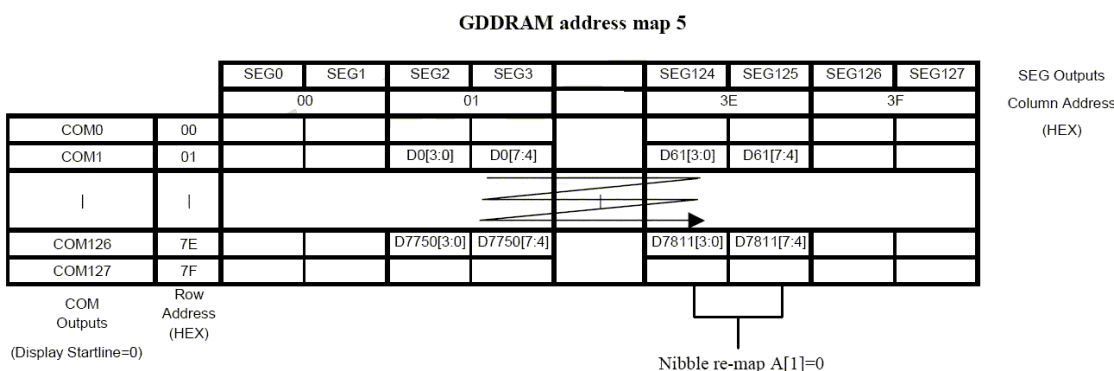 GDDRAM address map 5
SEG0 SEG1 SEG2 SEG3 SEG124 SEG125 SEG126 SEG127 SEG Outputs
00 01 3E 3F Column Address
(HEX)
COM0 00
COM1 01 D0[3:0] D0[7:4] D61[3:0] D61[7:4]
| | |
COM126 7E D7750[3:0] D7750[7:4] D7811[3:0] D7811[7:4]
COM127 7F
COM Outputs
Row Address (HEX)
(Display Startline=0)
Nibble re-map A[1]=0